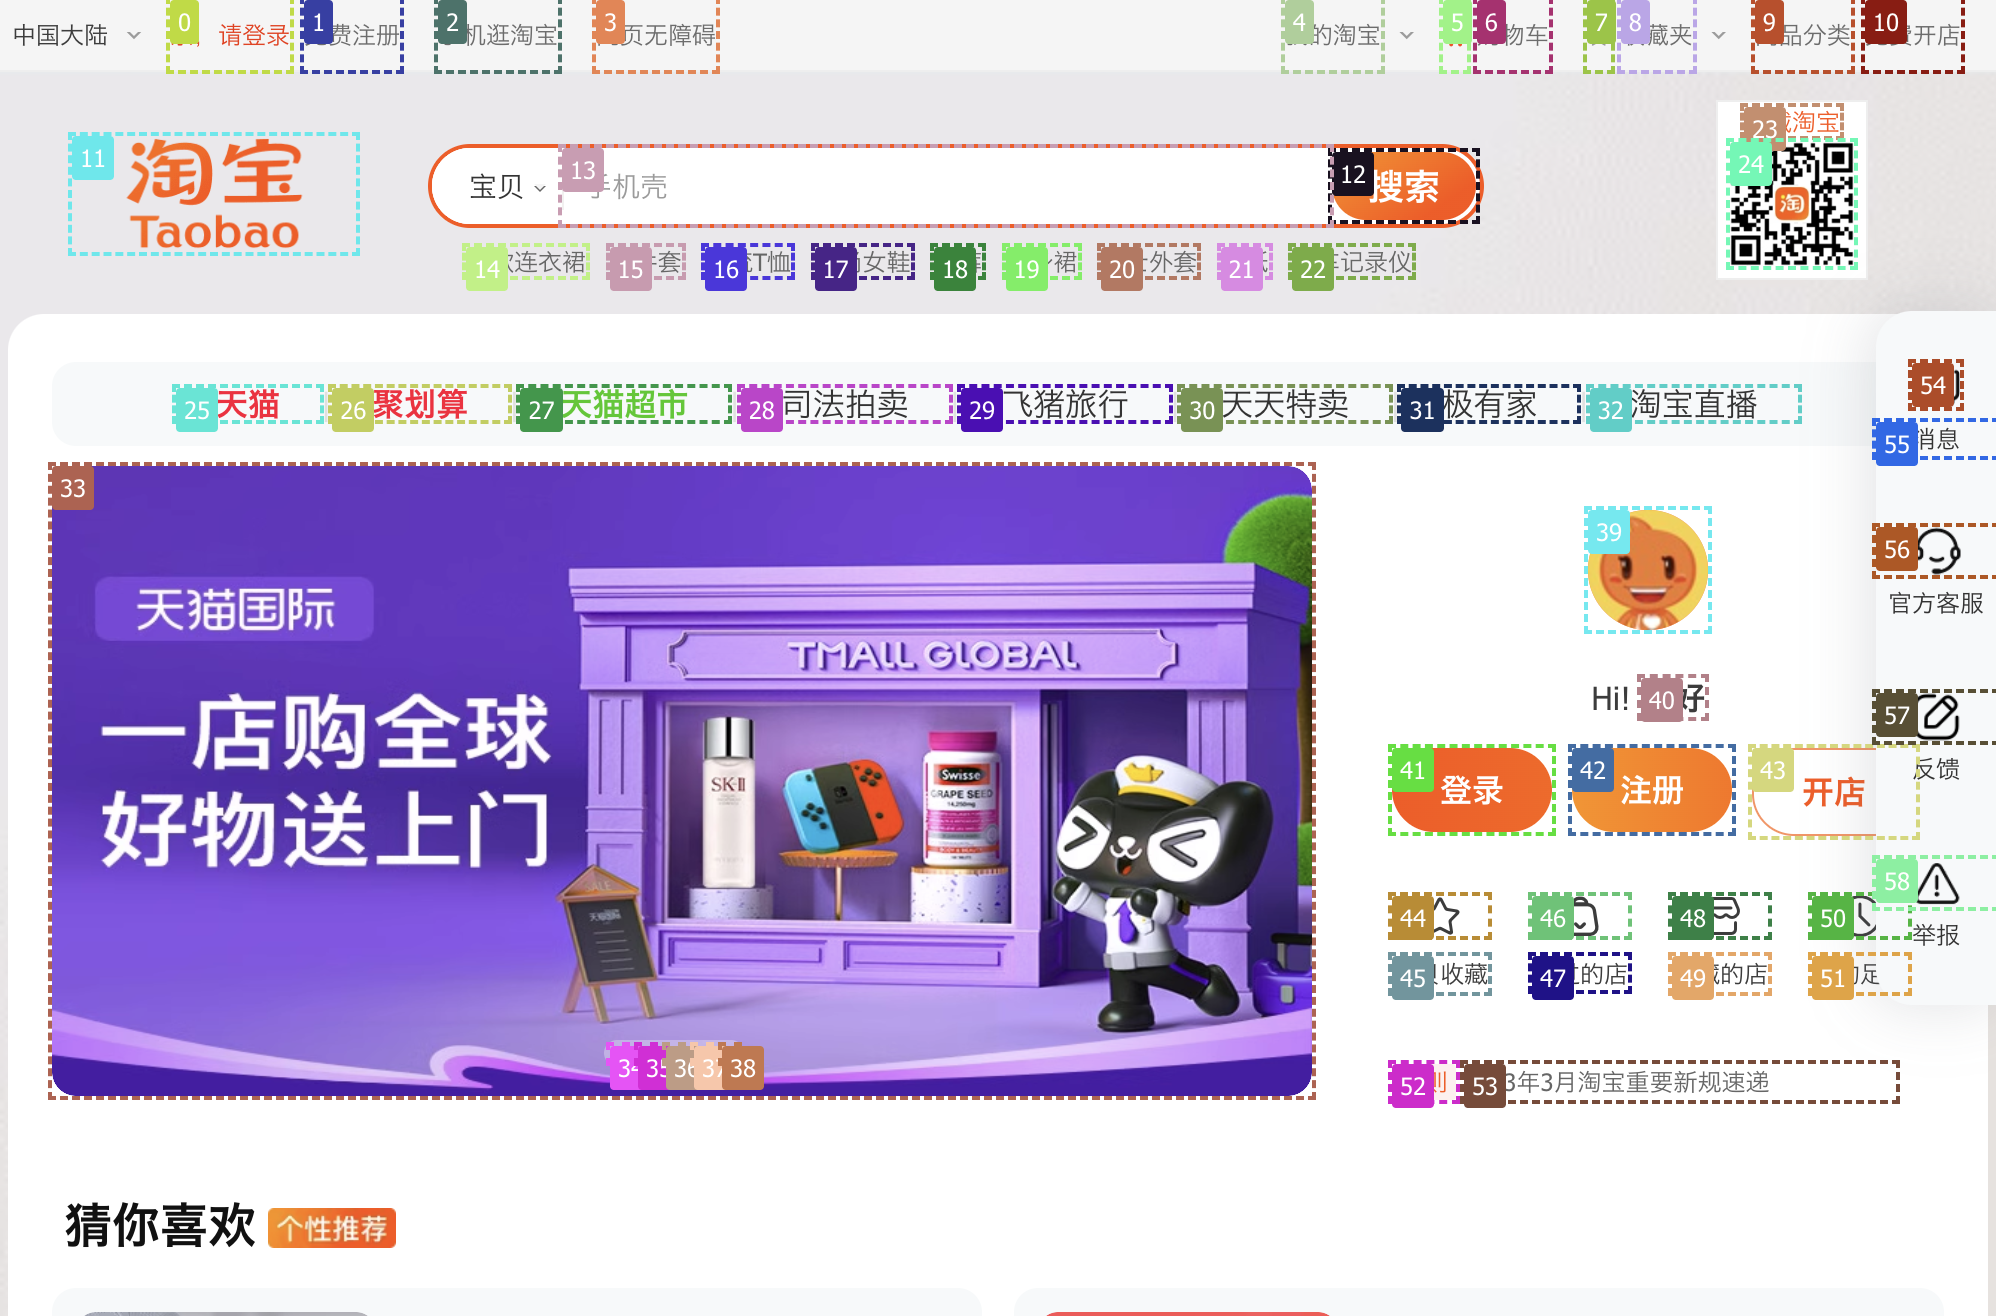 中国大陆 0 请登录 1 费注册 2 机逛淘宝 3 页无障碍 4 的淘宝 5 6 物车 7 8 藏夹 9 品分类 10 费开店
11 淘宝
Taobao
宝贝 13 手机壳 12 搜索
23 淘宝
24 淘
14 连衣裙 15 套 16 T恤 17 女鞋 18 19 裙 20 外套 21 22 记录仪
25 天猫 26 聚划算 27 天猫超市 28 司法拍卖 29 飞猪旅行 30 天天特卖 31 极有家 32 淘宝直播
33
天猫国际
一店购全球
好物送上门
TMALL GLOBAL
SK-II
Swisse
GRAPE SEED
天猫国际
34 35 36 37 38
39
Hi! 40 好
41 登录 42 注册 43 开店
44 46 48 50
45 收藏 47 的店 49 的店 51 足
52 则 53 3年3月淘宝重要新规速递
54
55 消息
56
官方客服
57
反馈
58
举报
猜你喜欢 个性推荐